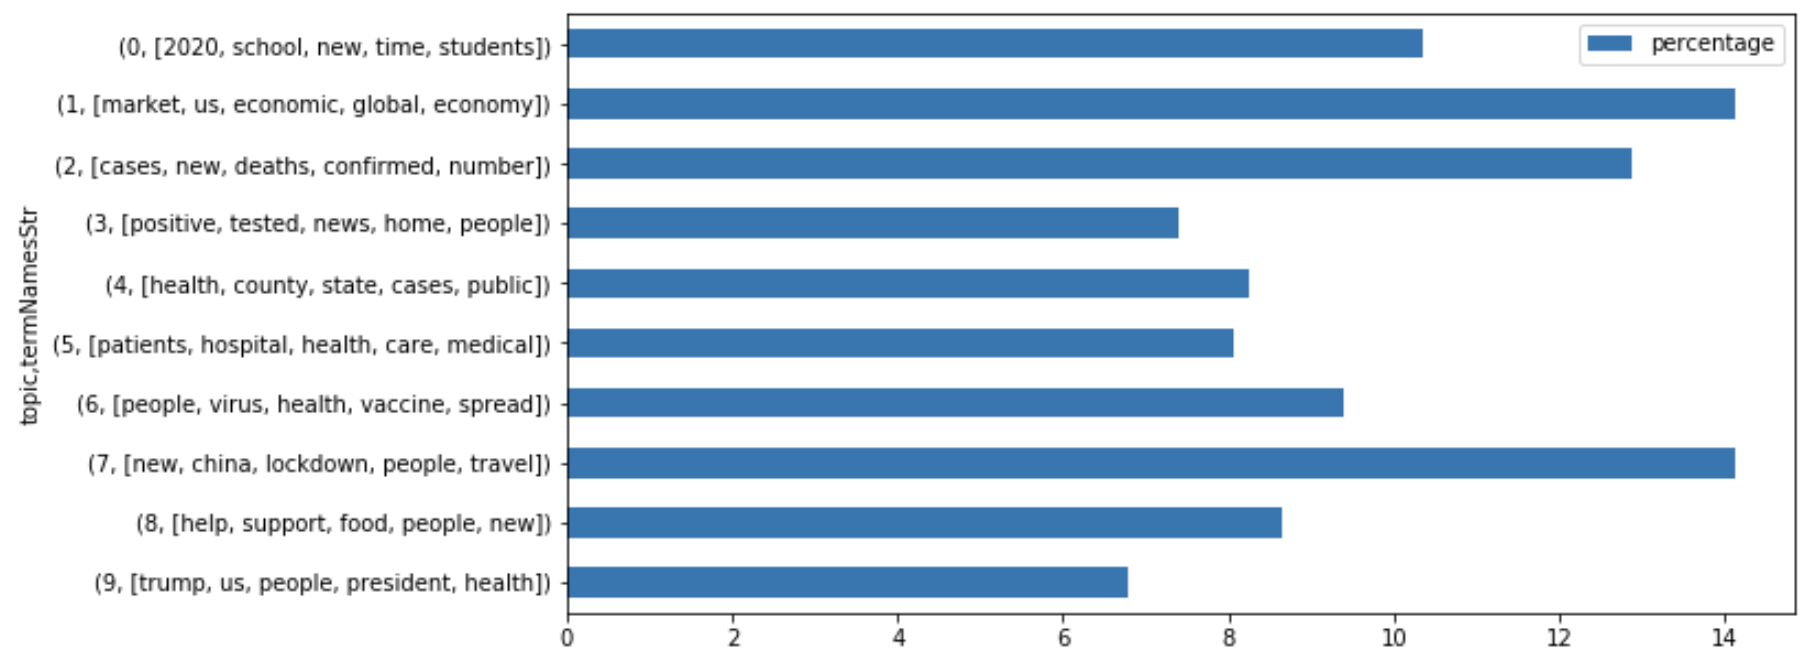 (0, [2020, school, new, time, students])
percentage
(1, [market, us, economic, global, economy])
(2, [cases, new, deaths, confirmed, number])
(3, [positive, tested, news, home, people])
(4, [health, county, state, cases, public])
(5, [patients, hospital, health, care, medical])
(6, [people, virus, health, vaccine, spread])
(7, [new, china, lockdown, people, travel])
(8, [help, support, food, people, new])
(9, [trump, us, people, president, health])
topic,termNamesStr
0 2 4 6 8 10 12 14